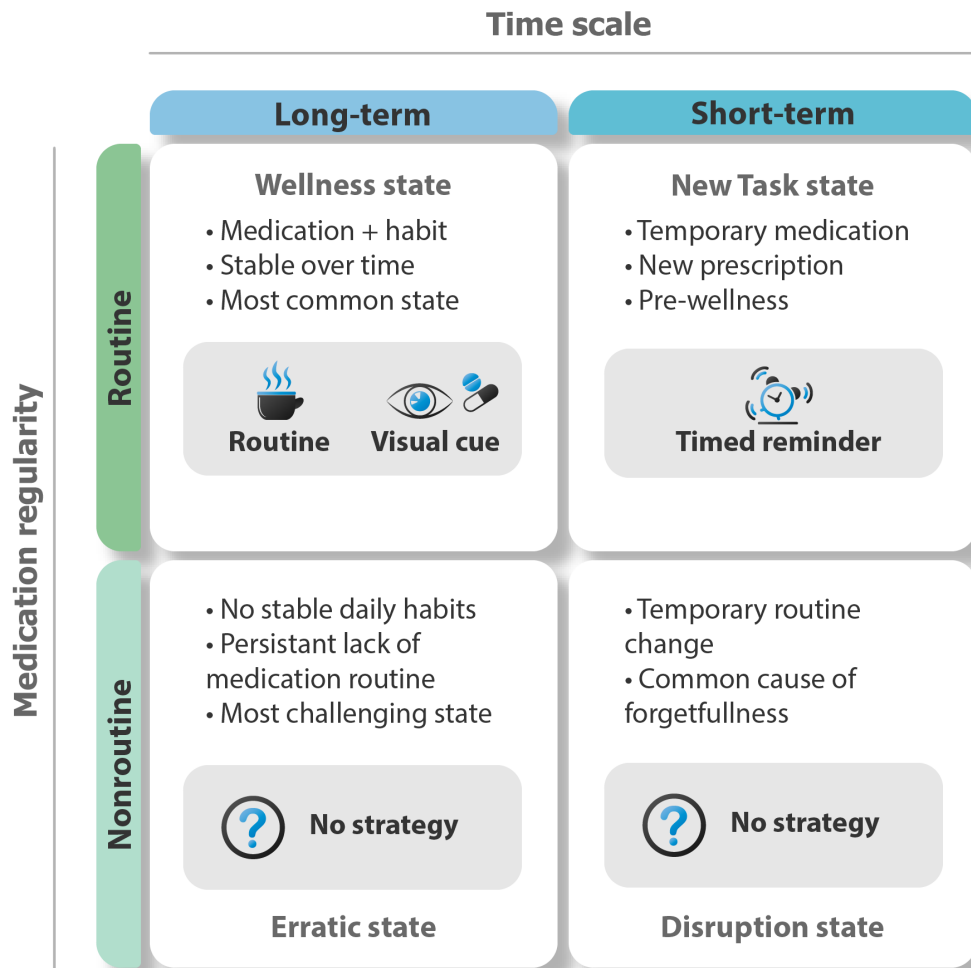 Time scale
Long-term
Short-term
Medication regularity
Routine
Wellness state
• Medication + habit
• Stable over time
• Most common state
Routine
Visual cue
New Task state
• Temporary medication
• New prescription
• Pre-wellness
Timed reminder
Nonroutine
• No stable daily habits
• Persistant lack of
medication routine
• Most challenging state
? No strategy
Erratic state
• Temporary routine
change
• Common cause of
forgetfullness
? No strategy
Disruption state